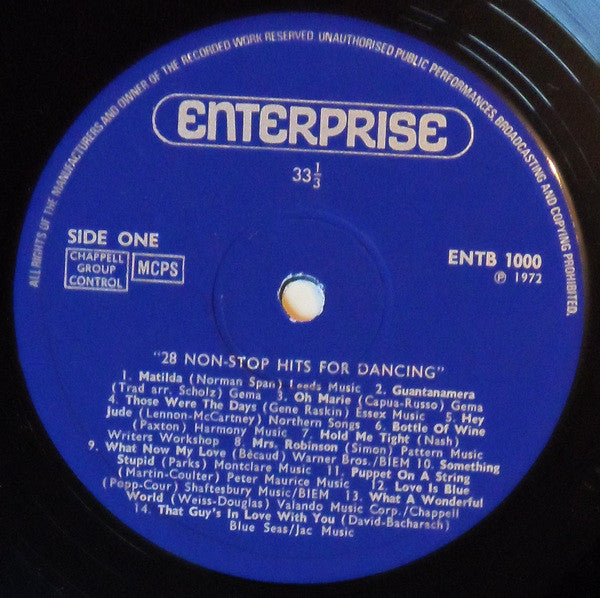 ALL RIGHTS OF THE MANUFACTURERS AND OWNER OF THE RECORDED WORK RESERVED. UNAUTHORISED PUBLIC PERFORMANCES, BROADCASTING AND COPYING PROHIBITED.
ENTERPRISE
33⅓
SIDE ONE
CHAPPELL
GROUP
CONTROL
MCPS
ENTB 1000
℗ 1972
"28 NON-STOP HITS FOR DANCING"
1. Matilda (Norman Span) Leeds Music 2. Guantanamera
(Trad arr. Scholz) Gema 3. Oh Marie (Capua-Russo) Gema
4. Those Were The Days (Gene Raskin) Essex Music 5. Hey
Jude (Lennon-McCartney) Northern Songs 6. Bottle Of Wine
(Paxton) Harmony Music 7. Hold Me Tight (Nash)
Writers Workshop 8. Mrs. Robinson (Simon) Pattern Music
9. What Now My Love (Bécaud) Warner Bros./BIEM 10. Something
Stupid (Parks) Montclare Music 11. Puppet On A String
(Martin-Coulter) Peter Maurice Music 12. Love Is Blue
(Popp-Cour) Shaftesbury Music/BIEM 13. What A Wonderful
World (Weiss-Douglas) Valando Music Corp./Chappell
14. That Guy's In Love With You (David-Bacharach)
Blue Seas/Jac Music